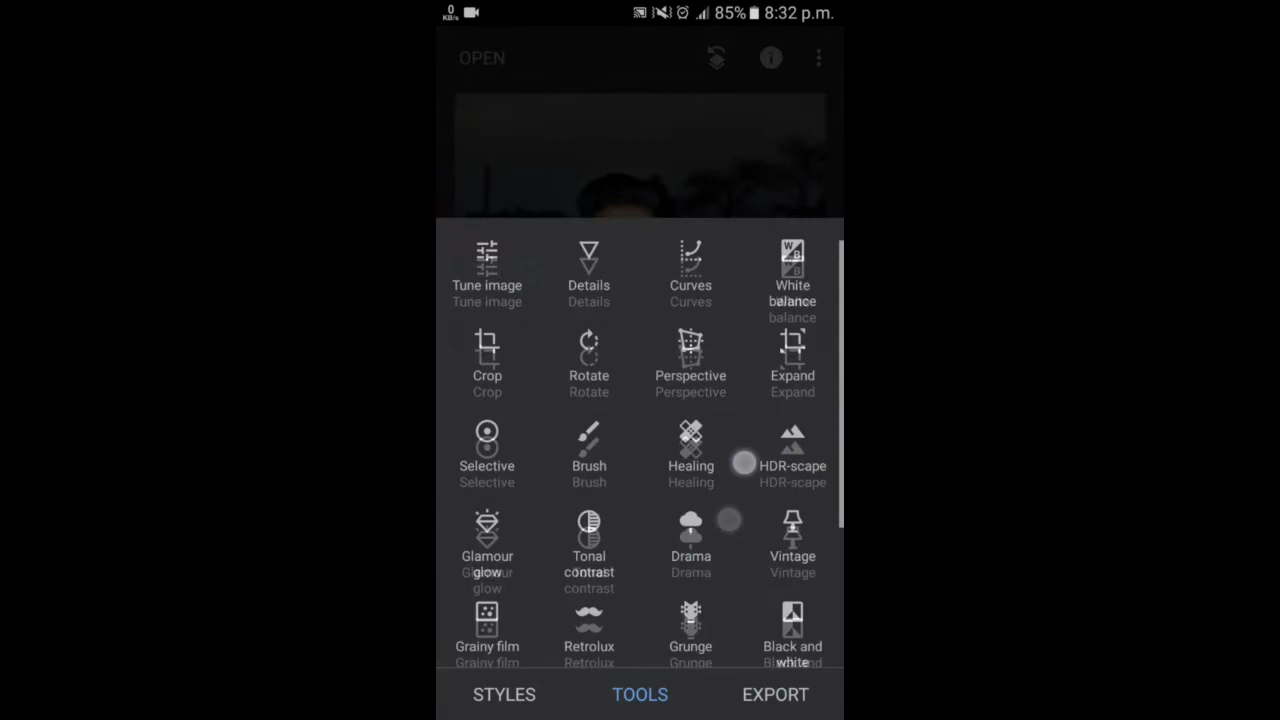 0
KB/s
85% 8:32 p.m.
OPEN
Tune image Details Curves White balance
Crop Rotate Perspective Expand
Selective Brush Healing HDR-scape
Glamour glow Tonal contrast Drama Vintage
Grainy film Retrolux Grunge Black and white
STYLES TOOLS EXPORT